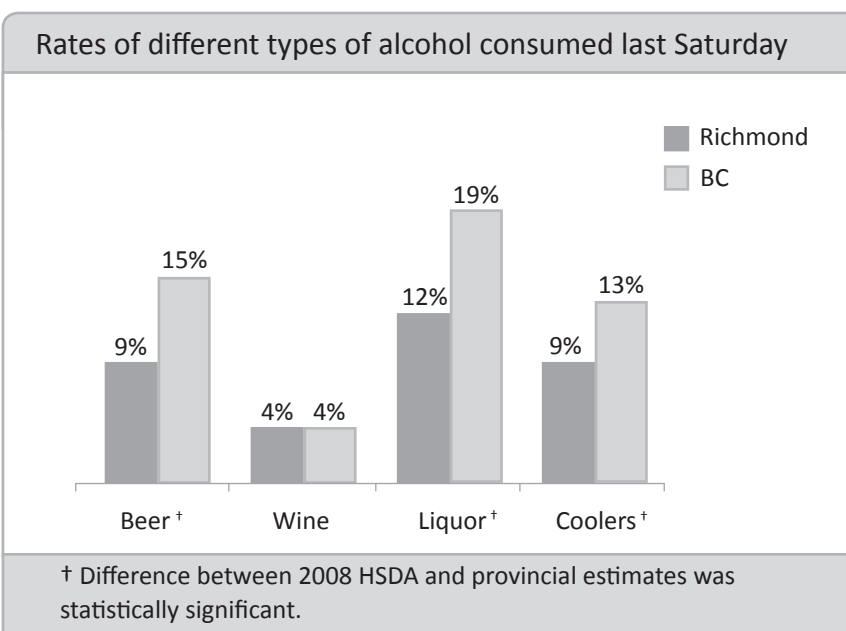 Rates of different types of alcohol consumed last Saturday
Richmond
BC
19%
15%
13%
12%
9%
9%
4% 4%
Beer † Wine Liquor † Coolers †
† Difference between 2008 HSDA and provincial estimates was
statistically significant.